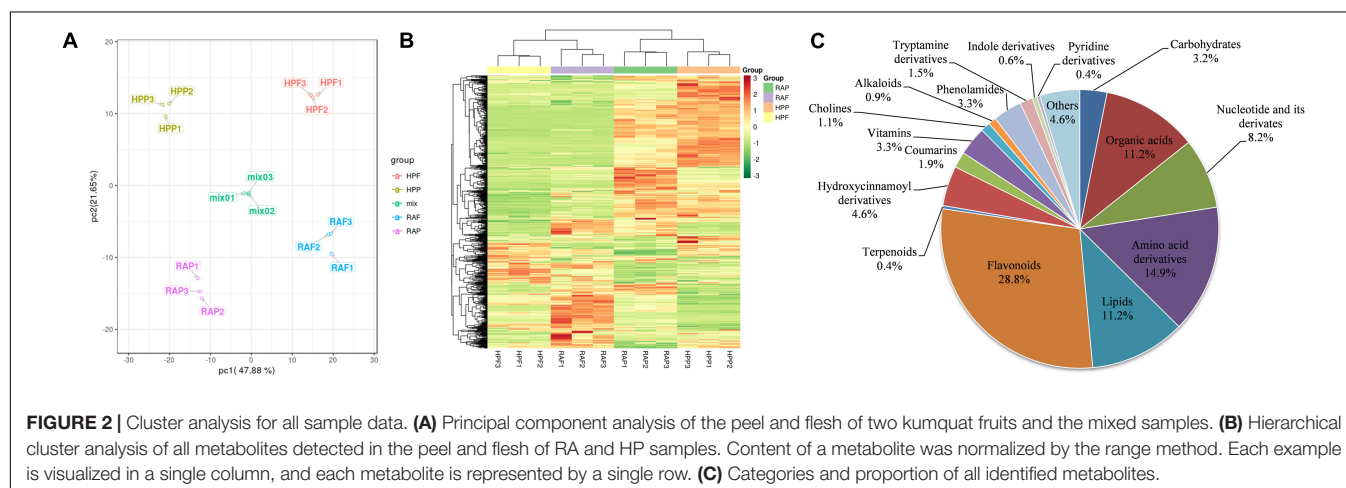 A
20
10
0
-10
-20
-30
-20
-10
0
10
20
30
pc2(21.65%)
pc1( 47.88 %)
HPP3
HPP2
HPP1
HPF3
HPF1
HPF2
mix03
mix01
mix02
RAF3
RAF2
RAF1
RAP1
RAP3
RAP2
group
HPF
HPP
mix
RAF
RAP
B
Group
3
2
1
0
-1
-2
-3
Group
RAP
RAF
HPP
HPF
HPF3
HPF1
HPF2
RAF1
RAF2
RAF3
RAP1
RAP2
RAP3
HPP3
HPP1
HPP2
C
Carbohydrates
3.2%
Organic acids
11.2%
Nucleotide and its
derivates
8.2%
Amino acid
derivatives
14.9%
Lipids
11.2%
Flavonoids
28.8%
Terpenoids
0.4%
Hydroxycinnamoyl
derivatives
4.6%
Coumarins
1.9%
Vitamins
3.3%
Cholines
1.1%
Alkaloids
0.9%
Phenolamides
3.3%
Tryptamine
derivatives
1.5%
Indole derivatives
0.6%
Pyridine
derivatives
0.4%
Others
4.6%
FIGURE 2 | Cluster analysis for all sample data. (A) Principal component analysis of the peel and flesh of two kumquat fruits and the mixed samples. (B) Hierarchical
cluster analysis of all metabolites detected in the peel and flesh of RA and HP samples. Content of a metabolite was normalized by the range method. Each example
is visualized in a single column, and each metabolite is represented by a single row. (C) Categories and proportion of all identified metabolites.